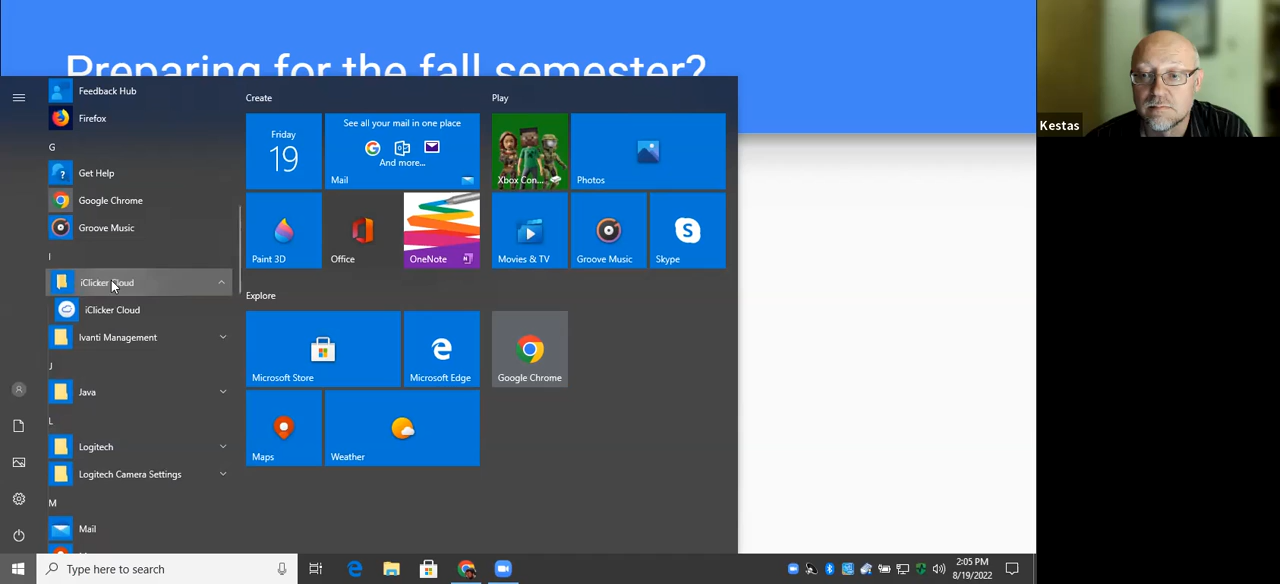 Preparing for the fall semester?
Kestas
Feedback Hub
Firefox
G
Get Help
Google Chrome
Groove Music
I
iClicker Cloud
iClicker Cloud
Ivanti Management
J
Java
L
Logitech
Logitech Camera Settings
M
Mail
Create
Friday
19
See all your mail in one place
And more...
Mail
Paint 3D
Office
OneNote
Explore
Microsoft Store
Microsoft Edge
Maps
Weather
Play
Xbox Con...
Photos
Movies & TV
Groove Music
Skype
Google Chrome
Type here to search
2:05 PM
8/19/2022